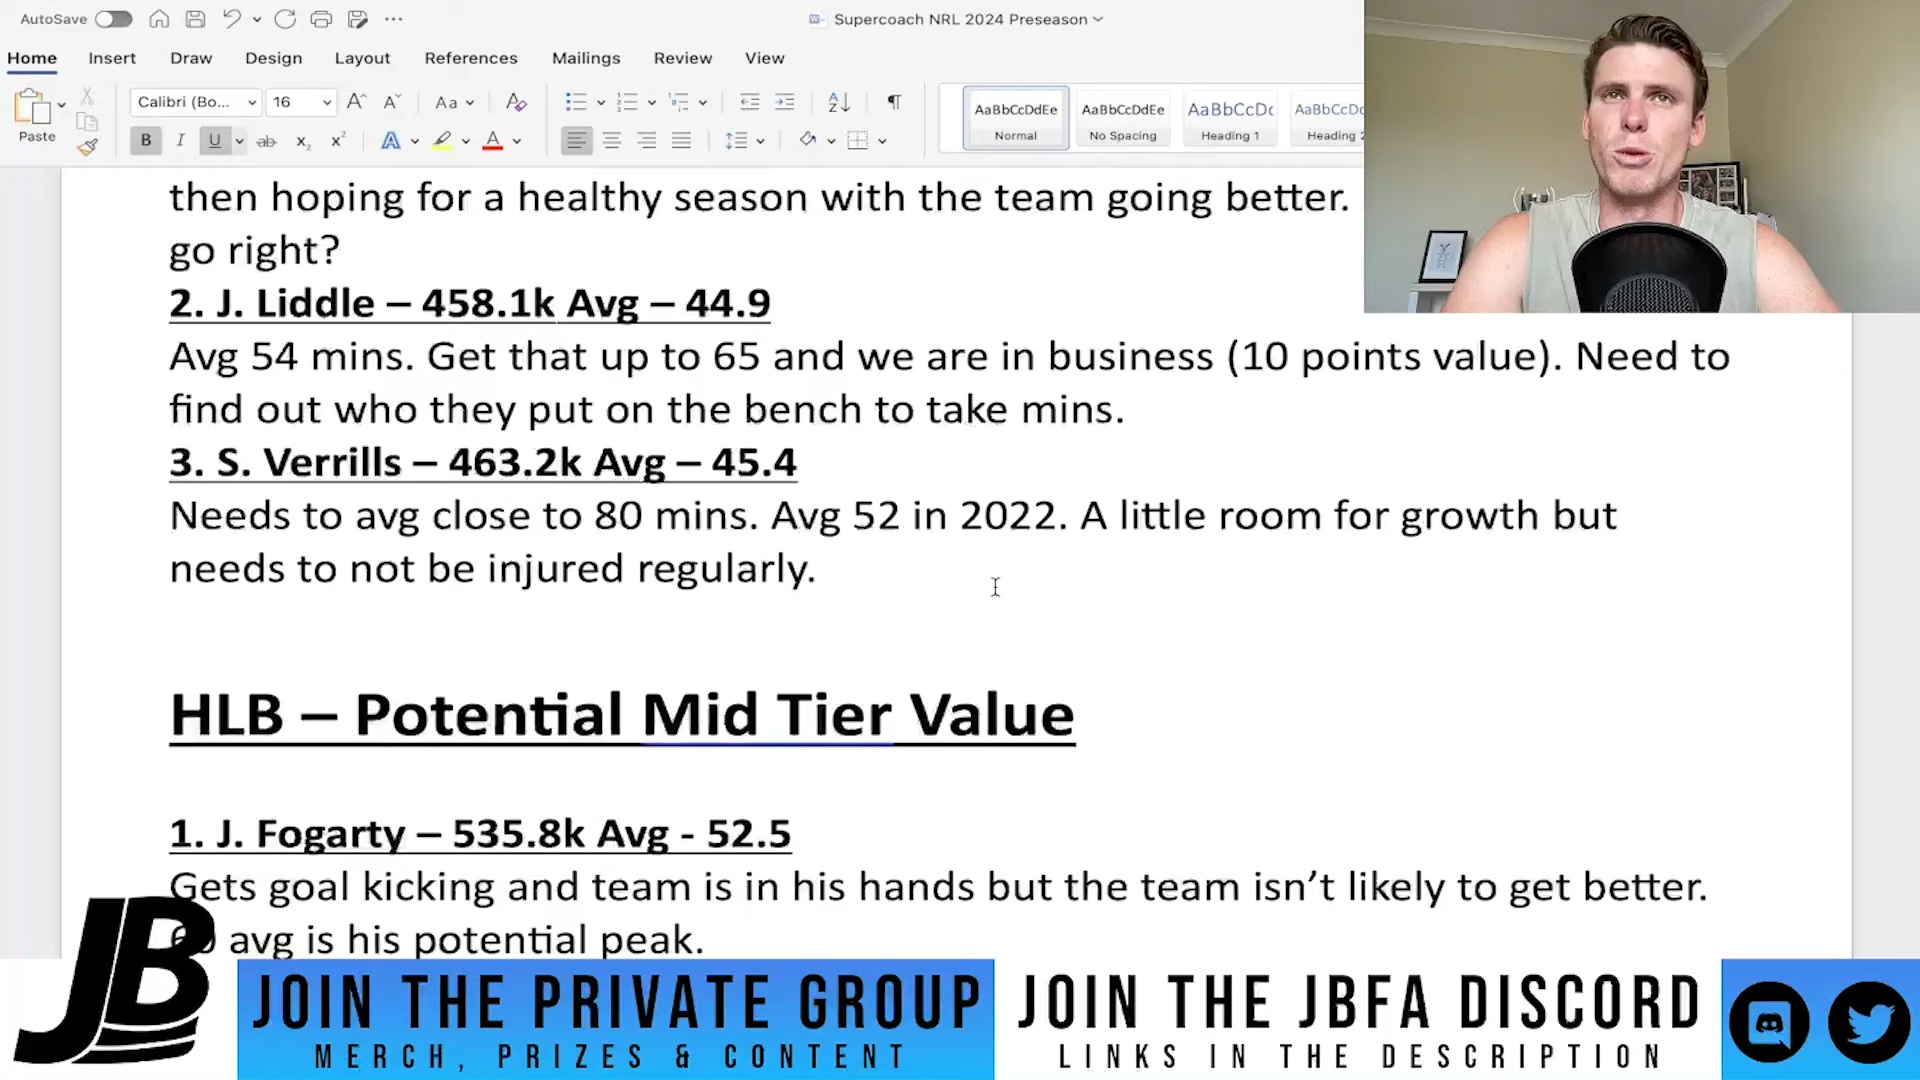 AutoSave
Supercoach NRL 2024 Preseason
Home Insert Draw Design Layout References Mailings Review View
Paste
Calibri (Bo... 16
AaBbCcDdEe AaBbCcDdEe AaBbCcDc AaBbCcDc
Normal No Spacing Heading 1 Heading 2
then hoping for a healthy season with the team going better.
go right?
2. J. Liddle – 458.1k Avg – 44.9
Avg 54 mins. Get that up to 65 and we are in business (10 points value). Need to
find out who they put on the bench to take mins.
3. S. Verrills – 463.2k Avg – 45.4
Needs to avg close to 80 mins. Avg 52 in 2022. A little room for growth but
needs to not be injured regularly.
HLB – Potential Mid Tier Value
1. J. Fogarty – 535.8k Avg - 52.5
Gets goal kicking and team is in his hands but the team isn't likely to get better.
avg is his potential peak.
JB
JOIN THE PRIVATE GROUP
MERCH, PRIZES & CONTENT
JOIN THE JBFA DISCORD
LINKS IN THE DESCRIPTION